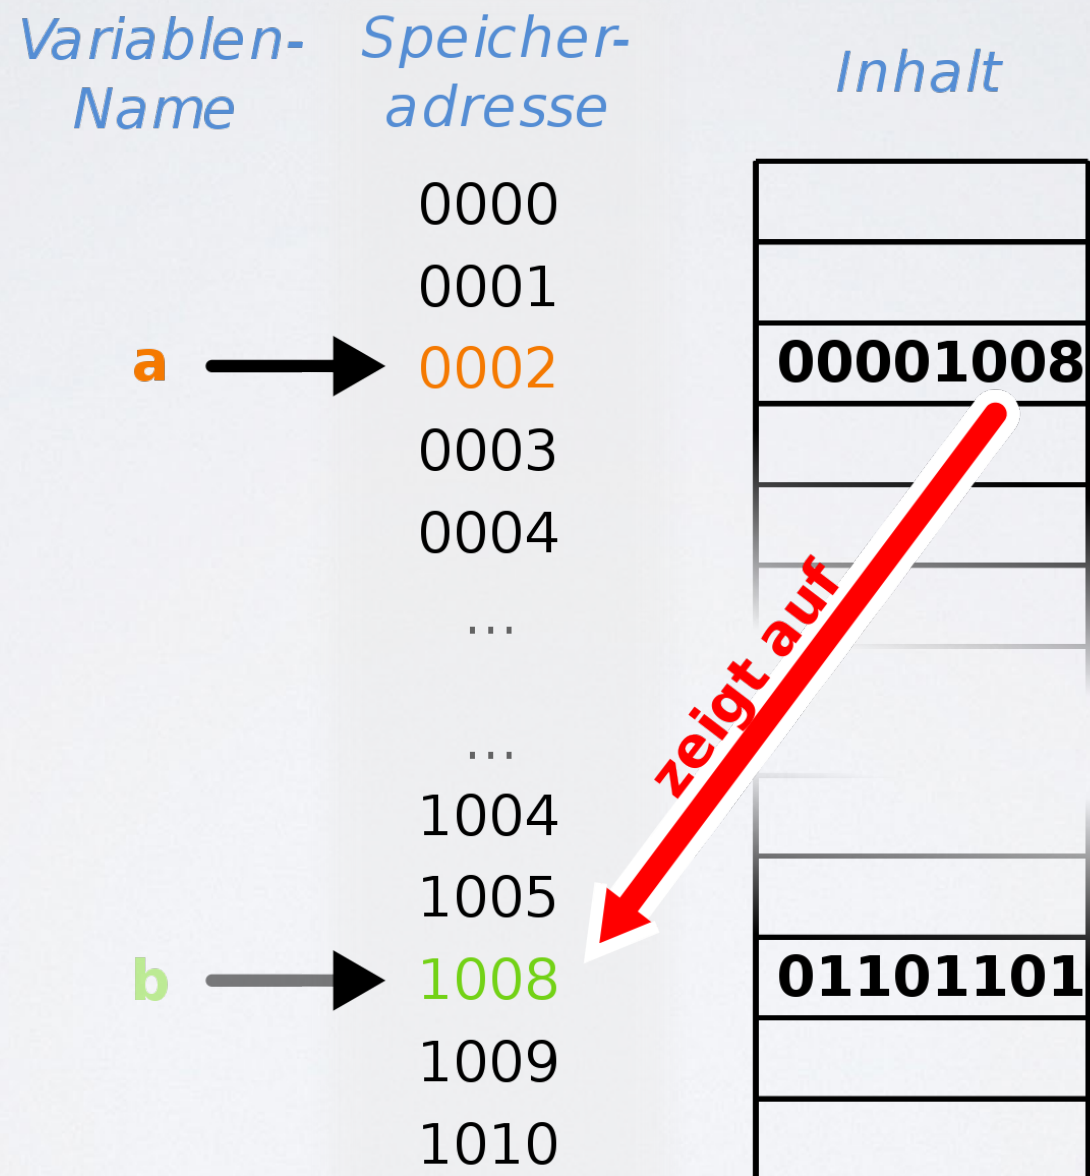 Variablen-
Name
Speicher-
adresse
Inhalt
0000
0001
a
0002
00001008
0003
0004
...
zeigt auf
...
1004
1005
b
1008
01101101
1009
1010